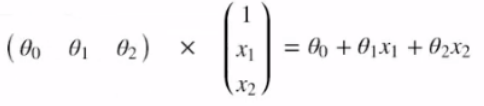 ( θ₀ θ₁ θ₂ ) × ( 1 x₁ x₂ ) = θ₀ + θ₁x₁ + θ₂x₂